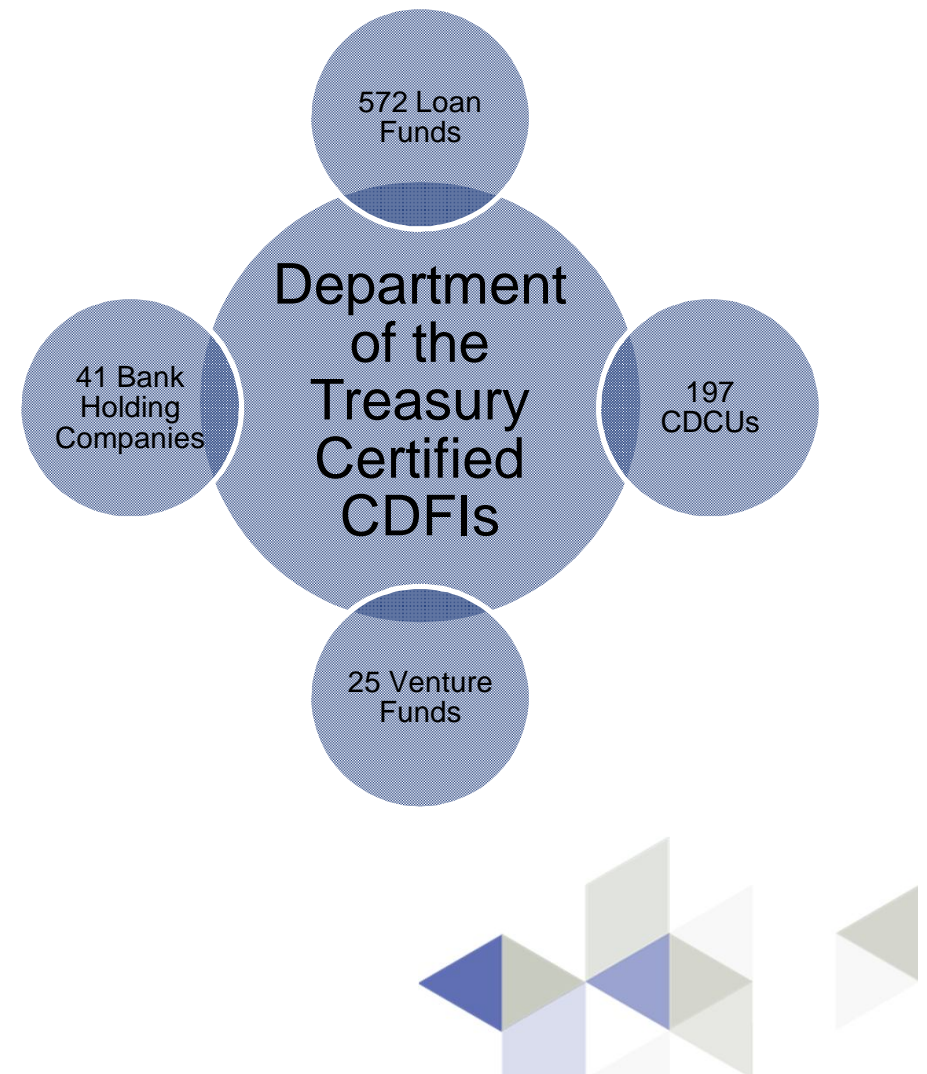 572 Loan
Funds
Department
of the
Treasury
Certified
CDFIs
41 Bank
Holding
Companies
197
CDCUs
25 Venture
Funds